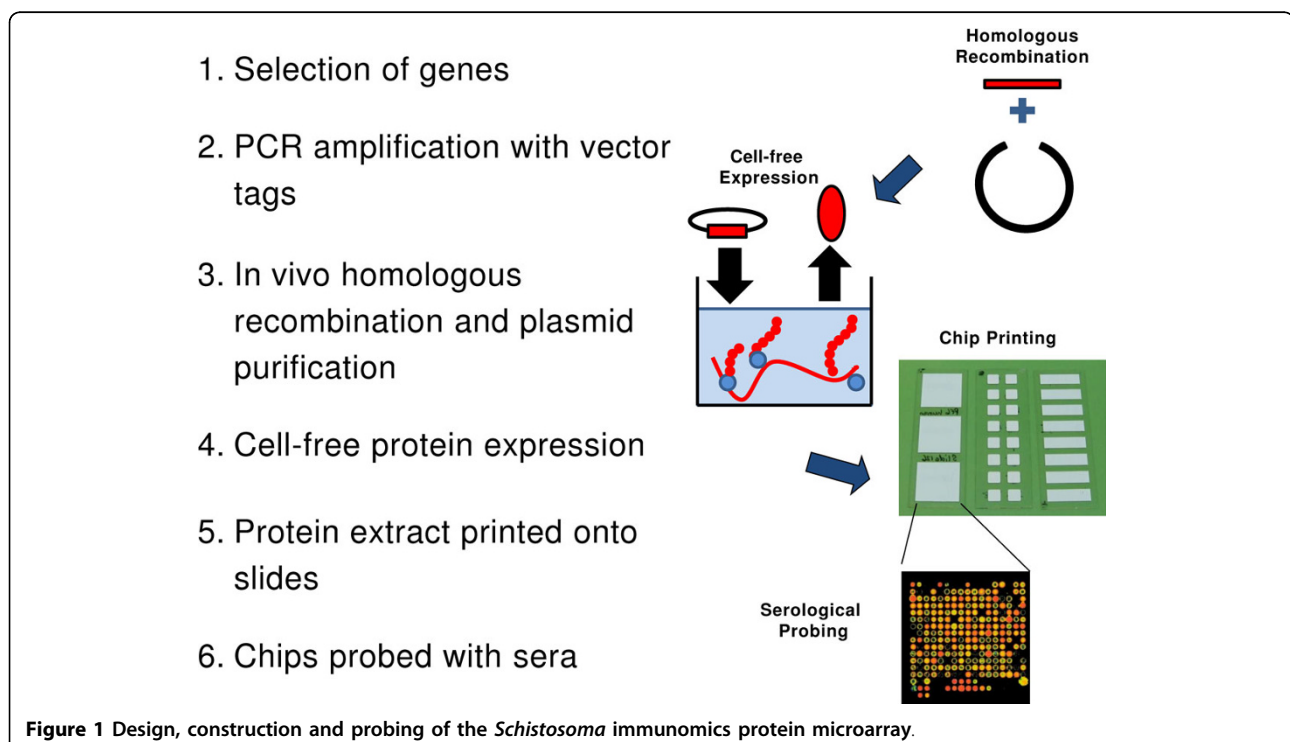 1. Selection of genes
2. PCR amplification with vector
tags
3. In vivo homologous
recombination and plasmid
purification
4. Cell-free protein expression
5. Protein extract printed onto
slides
6. Chips probed with sera
Homologous
Recombination
Cell-free
Expression
Chip Printing
Serological
Probing
Figure 1 Design, construction and probing of the Schistosoma immunomics protein microarray.